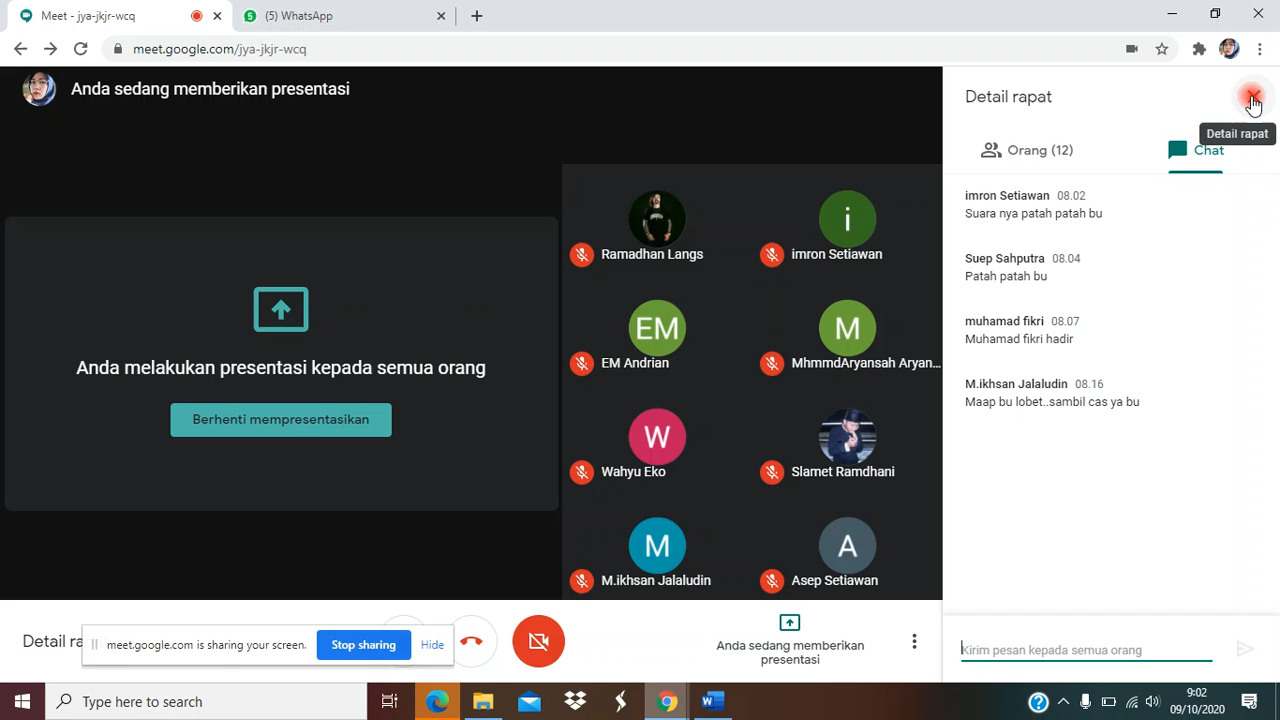 Meet - jya-jkjr-wcq
(5) WhatsApp
meet.google.com/jya-jkjr-wcq
Anda sedang memberikan presentasi
Anda melakukan presentasi kepada semua orang
Berhenti mempresentasikan
Ramadhan Langs
i
imron Setiawan
EM
EM Andrian
M
MhmmdAryansah Aryan...
W
Wahyu Eko
Slamet Ramdhani
M
M.ikhsan Jalaludin
A
Asep Setiawan
Detail rapat
Detail rapat
Orang (12)
Chat
imron Setiawan 08.02
Suara nya patah patah bu
Suep Sahputra 08.04
Patah patah bu
muhamad fikri 08.07
Muhamad fikri hadir
M.ikhsan Jalaludin 08.16
Maap bu lobet..sambil cas ya bu
Kirim pesan kepada semua orang
Detail ra
meet.google.com is sharing your screen.
Stop sharing
Hide
Anda sedang memberikan
presentasi
Type here to search
9:02
09/10/2020